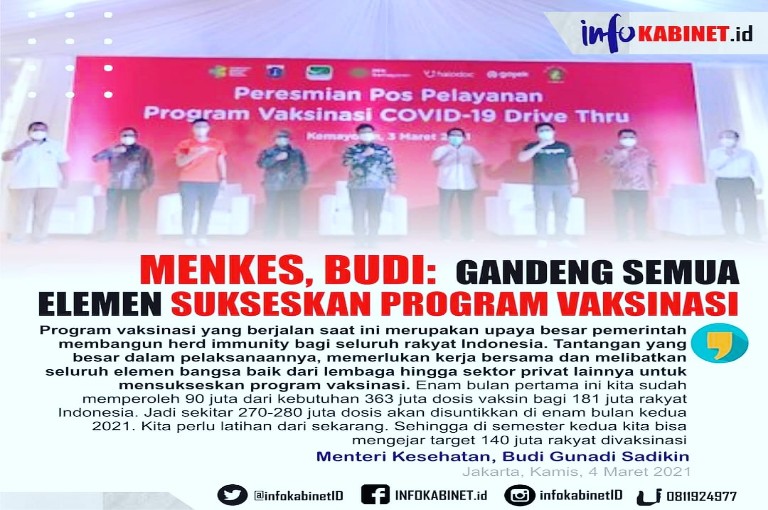 info KABINET.id
halodoc gojek
Peresmian Pos Pelayanan
Program Vaksinasi COVID-19 Drive Thru
Kemayoran, 3 Maret 2021
MENKES, BUDI: GANDENG SEMUA
ELEMEN SUKSESKAN PROGRAM VAKSINASI
Program vaksinasi yang berjalan saat ini merupakan upaya besar pemerintah
membangun herd immunity bagi seluruh rakyat Indonesia. Tantangan yang
besar dalam pelaksanaannya, memerlukan kerja bersama dan melibatkan
seluruh elemen bangsa baik dari lembaga hingga sektor privat lainnya untuk
mensukseskan program vaksinasi. Enam bulan pertama ini kita sudah
memperoleh 90 juta dari kebutuhan 363 juta dosis vaksin bagi 181 juta rakyat
Indonesia. Jadi sekitar 270-280 juta dosis akan disuntikkan di enam bulan kedua
2021. Kita perlu latihan dari sekarang. Sehingga di semester kedua kita bisa
mengejar target 140 juta rakyat divaksinasi
Menteri Kesehatan, Budi Gunadi Sadikin
Jakarta, Kamis, 4 Maret 2021
@infokabinetID INFOKABINET.id infokabinetID 0811924977